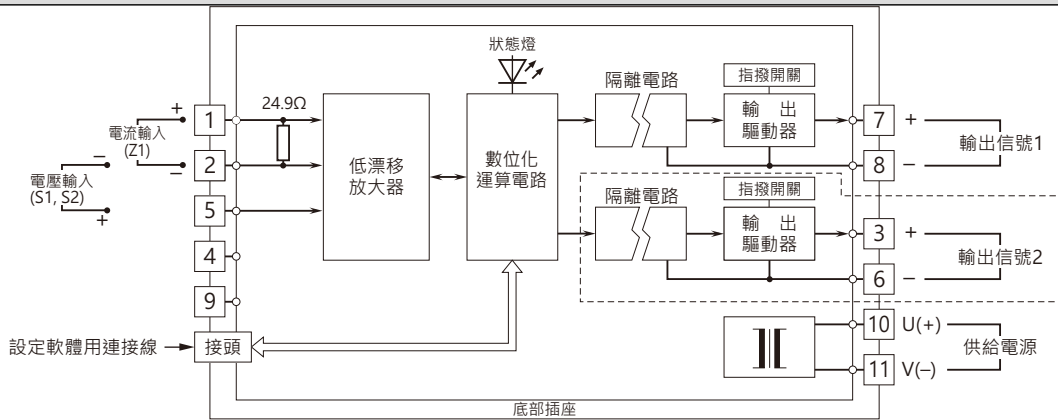 狀態燈
隔離電路
指撥開關
輸 出
驅動器
24.9Ω
低漂移
放大器
數位化
運算電路
+
電流輸入
(Z1)
–
–
電壓輸入
(S1, S2)
+
1
2
5
4
9
7 +
輸出信號1
8 –
隔離電路
指撥開關
輸 出
驅動器
3 +
輸出信號2
6 –
10 U(+)
供給電源
11 V(–)
設定軟體用連接線
接頭
底部插座